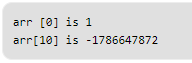 arr [0] is 1
arr[10] is -1786647872